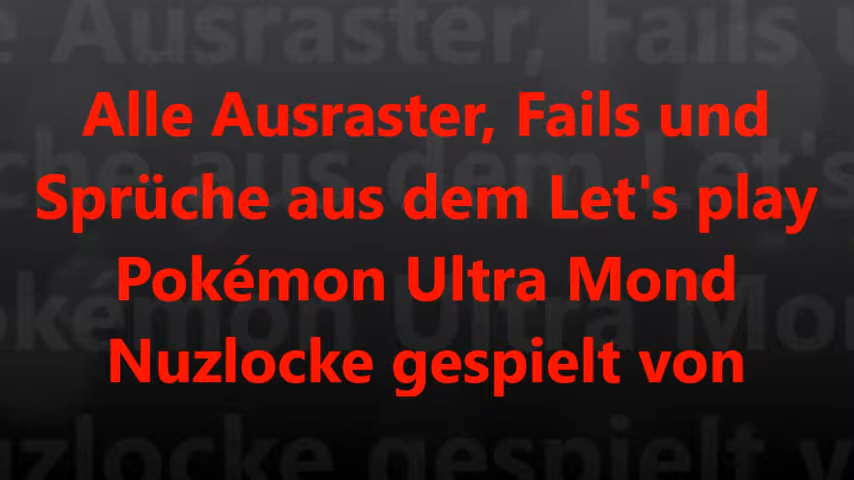 Alle Ausraster, Fails und
Sprüche aus dem Let's play
Pokémon Ultra Mond
Nuzlocke gespielt von